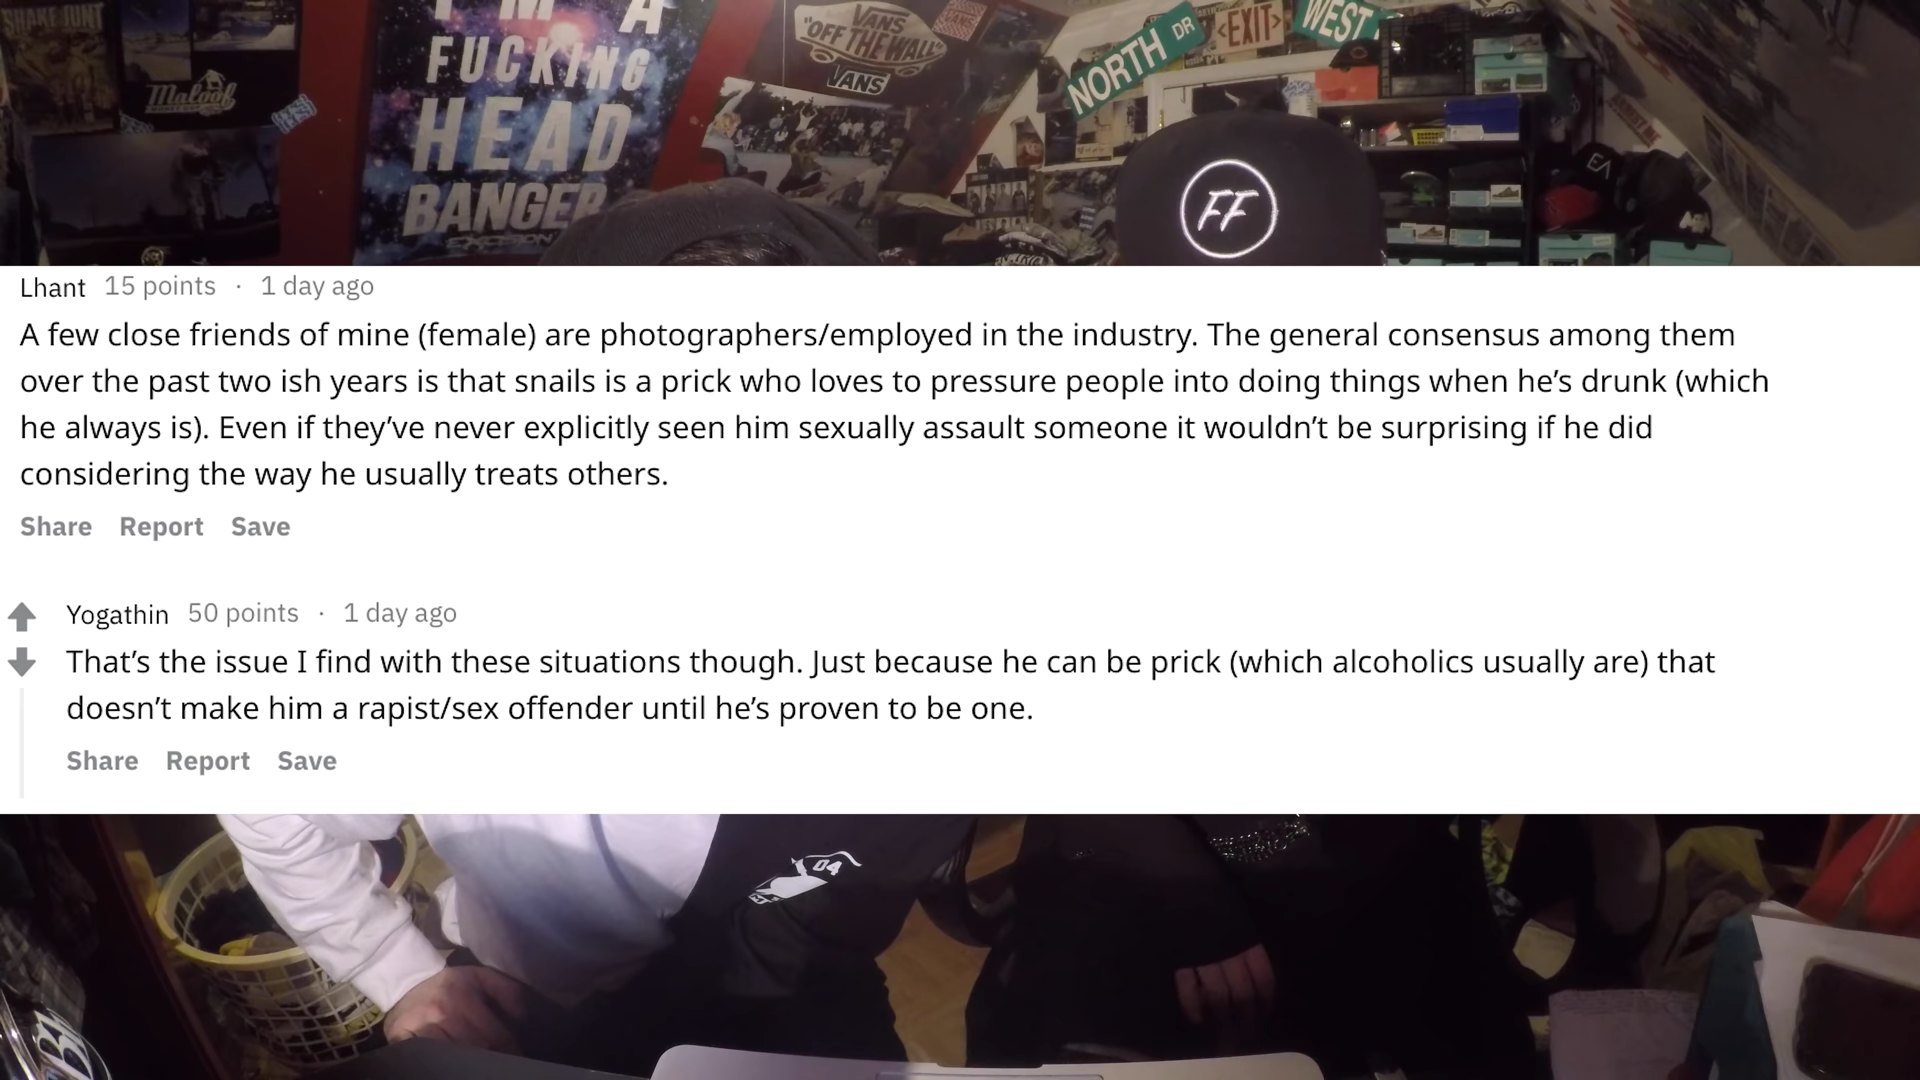 SHAKE JUNT
Maloof
I'M A
FUCKING
HEAD
BANGER
EXCISION
VANS
"OFF THE WALL"
VANS
NORTH DR
<EXIT>
WEST
FF
EA
Lhant 15 points · 1 day ago
A few close friends of mine (female) are photographers/employed in the industry. The general consensus among them
over the past two ish years is that snails is a prick who loves to pressure people into doing things when he's drunk (which
he always is). Even if they've never explicitly seen him sexually assault someone it wouldn't be surprising if he did
considering the way he usually treats others.
Share Report Save
Yogathin 50 points · 1 day ago
That's the issue I find with these situations though. Just because he can be prick (which alcoholics usually are) that
doesn't make him a rapist/sex offender until he's proven to be one.
Share Report Save
04